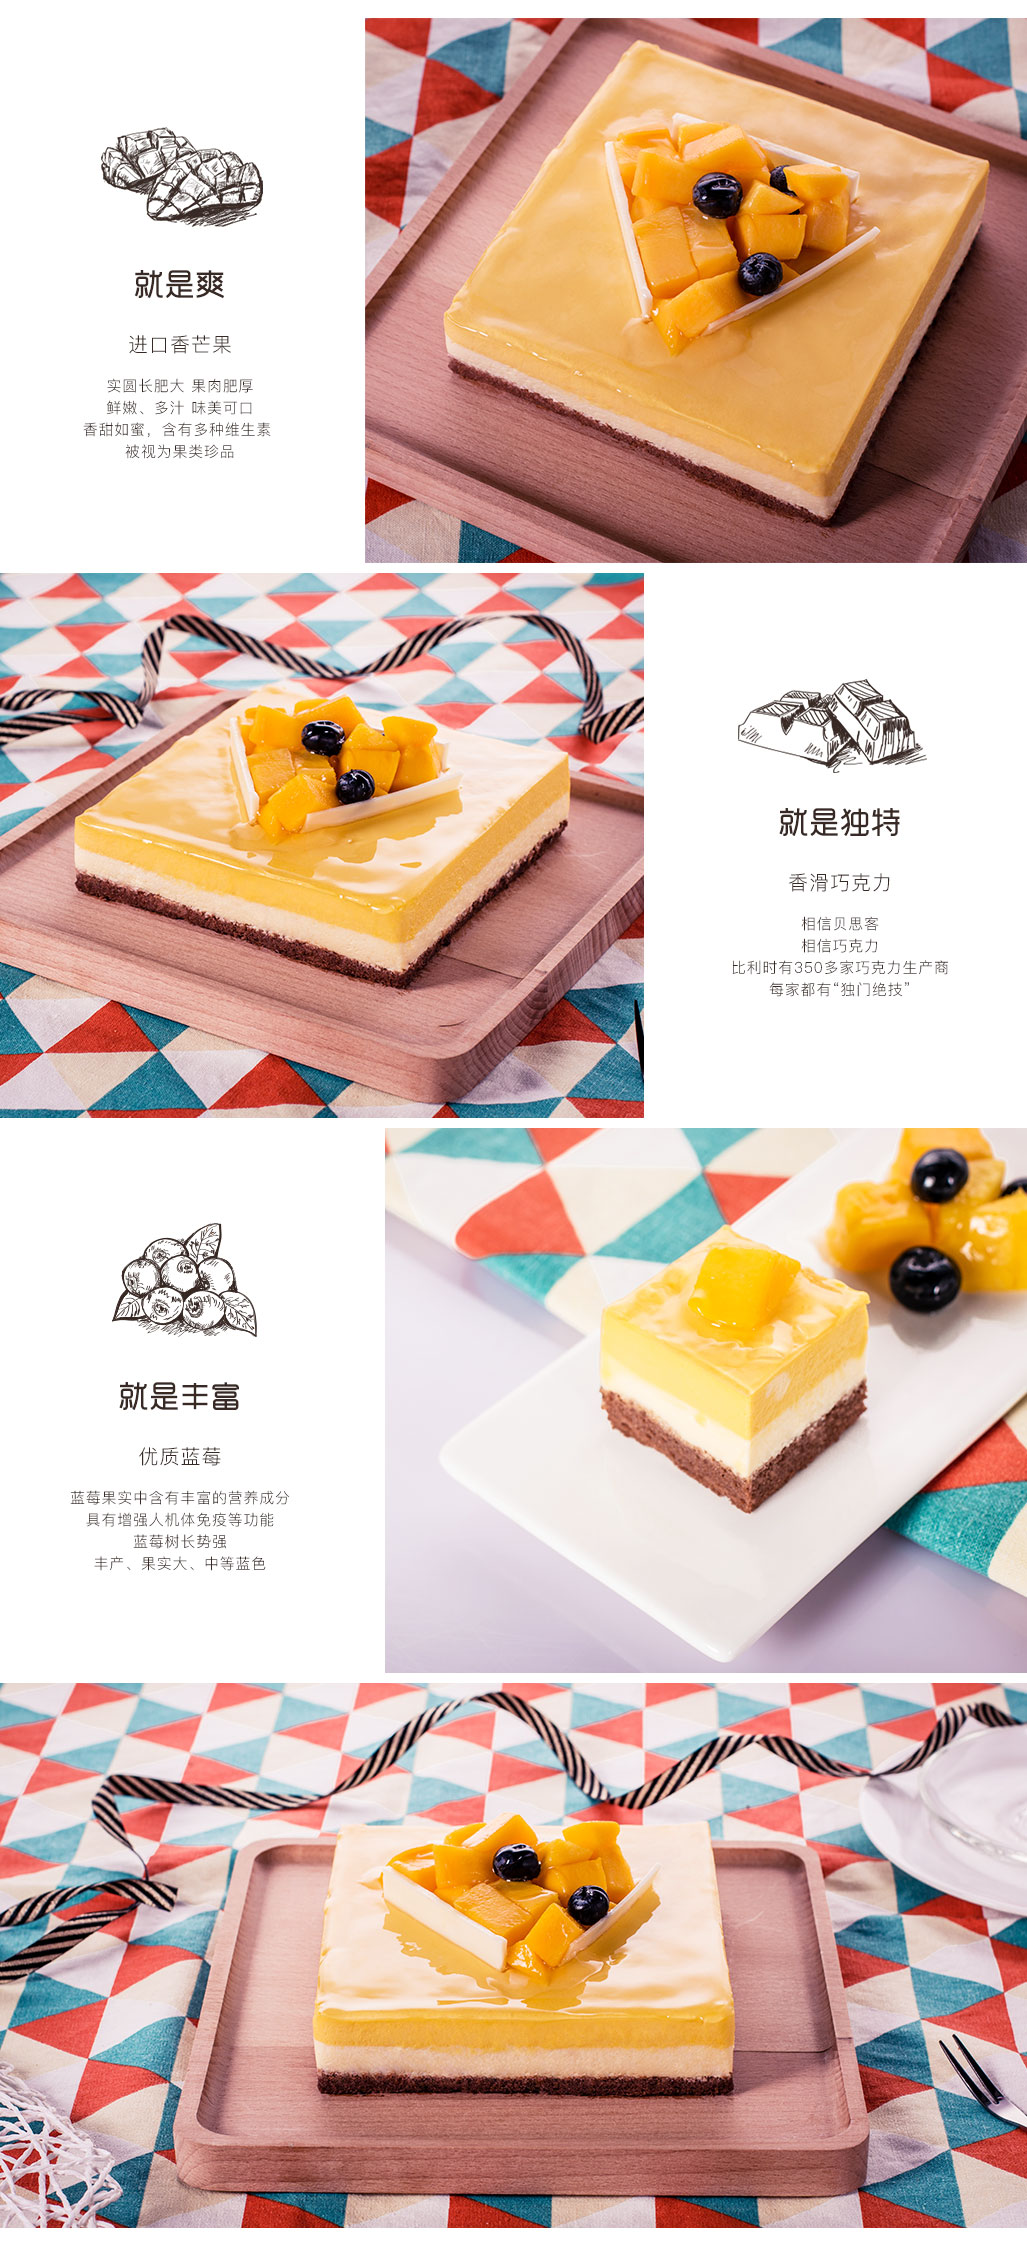 就是爽
进口香芒果
实圆长肥大 果肉肥厚
鲜嫩、多汁 味美可口
香甜如蜜，含有多种维生素
被视为果类珍品
就是独特
香滑巧克力
相信贝思客
相信巧克力
比利时有350多家巧克力生产商
每家都有“独门绝技”
就是丰富
优质蓝莓
蓝莓果实中含有丰富的营养成分
具有增强人机体免疫等功能
蓝莓树长势强
丰产、果实大、中等蓝色